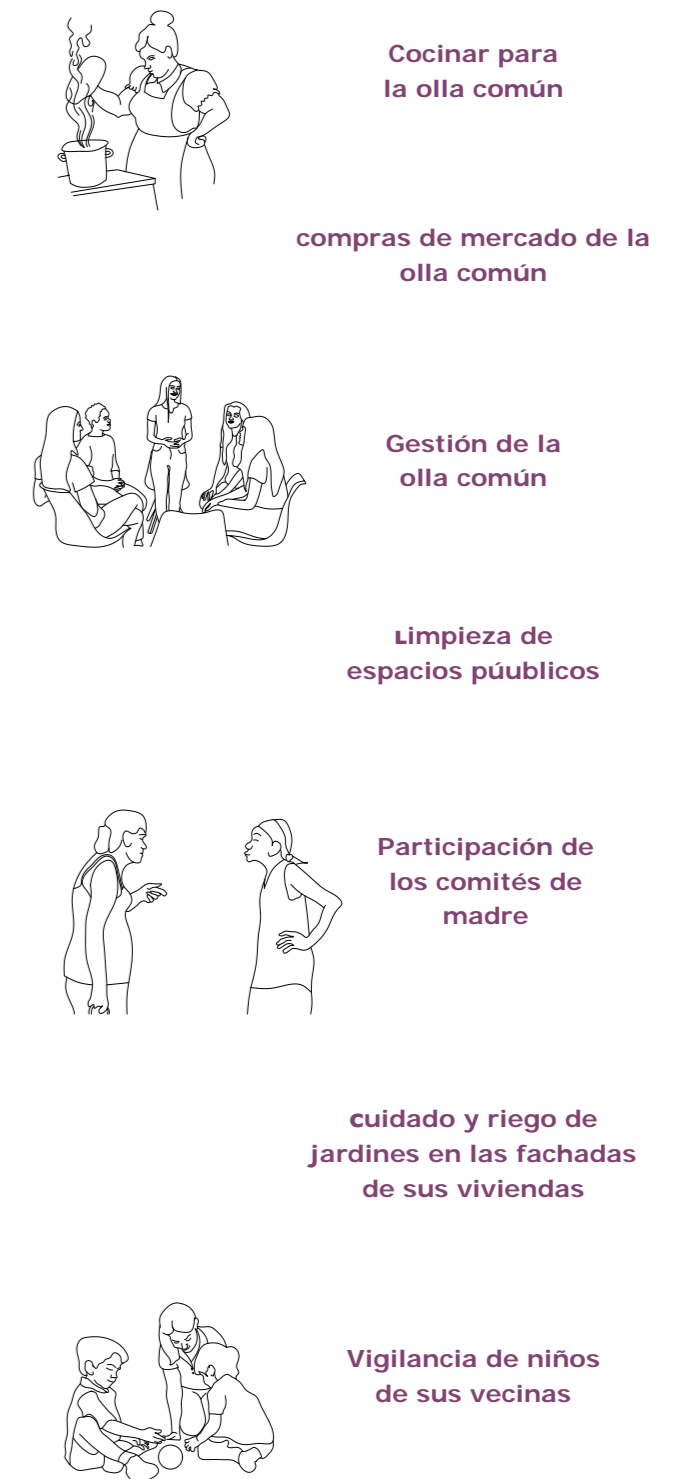 Cocinar para
la olla común
compras de mercado de la
olla común
Gestión de la
olla común
Limpieza de
espacios púublicos
Participación de
los comités de
madre
cuidado y riego de
jardines en las fachadas
de sus viviendas
Vigilancia de niños
de sus vecinas